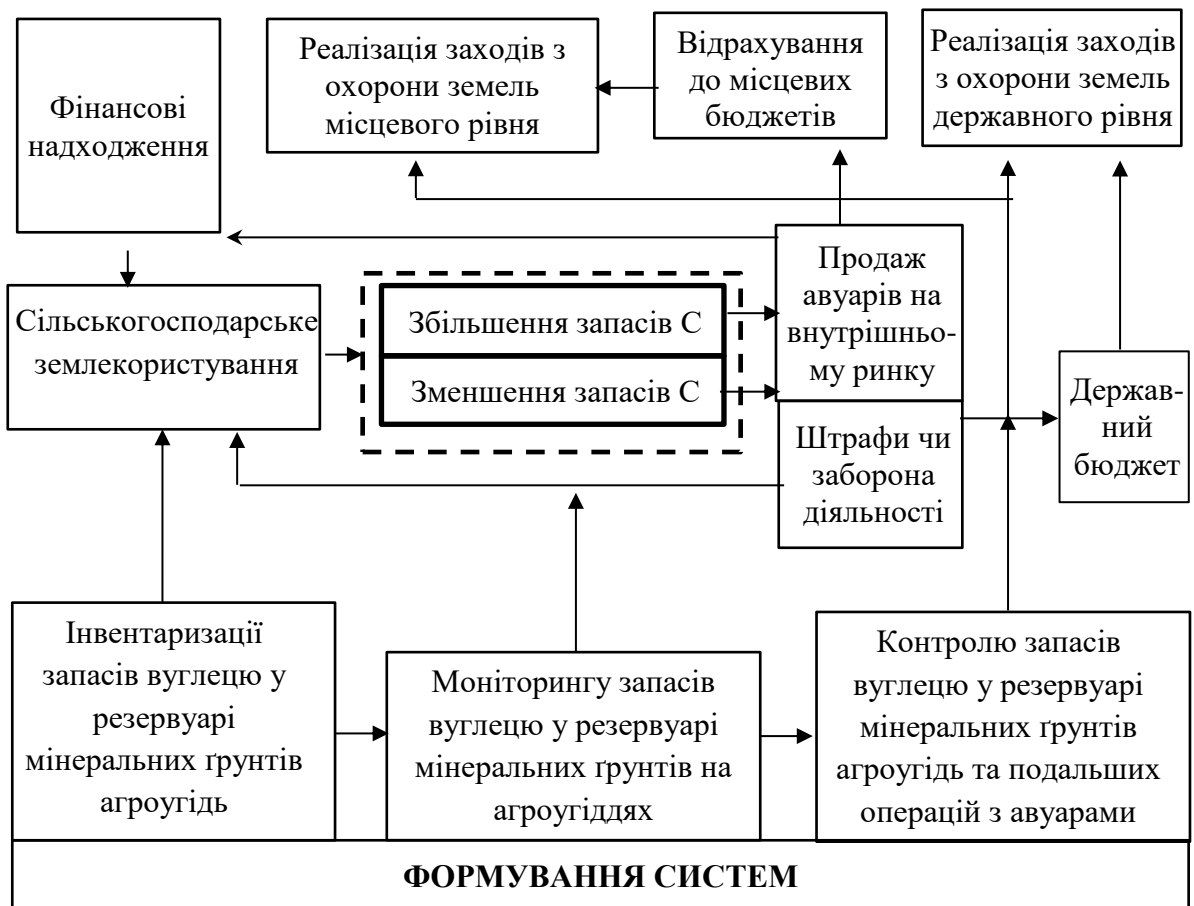 Фінансові
надходження
Реалізація заходів з
охорони земель
місцевого рівня
Відрахування
до місцевих
бюджетів
Реалізація заходів
з охорони земель
державного рівня
Сільськогосподарське
землекористування
Збільшення запасів С
Зменшення запасів С
Продаж
авуарів на
внутрішньо-
му ринку
Штрафи чи
заборона
діяльності
Держав-
ний
бюджет
Інвентаризації
запасів вуглецю у
резервуарі
мінеральних ґрунтів
агроугідь
Моніторингу запасів
вуглецю у резервуарі
мінеральних ґрунтів на
агроугіддях
Контролю запасів
вуглецю у резервуарі
мінеральних ґрунтів
агроугідь та подальших
операцій з авуарами
ФОРМУВАННЯ СИСТЕМ